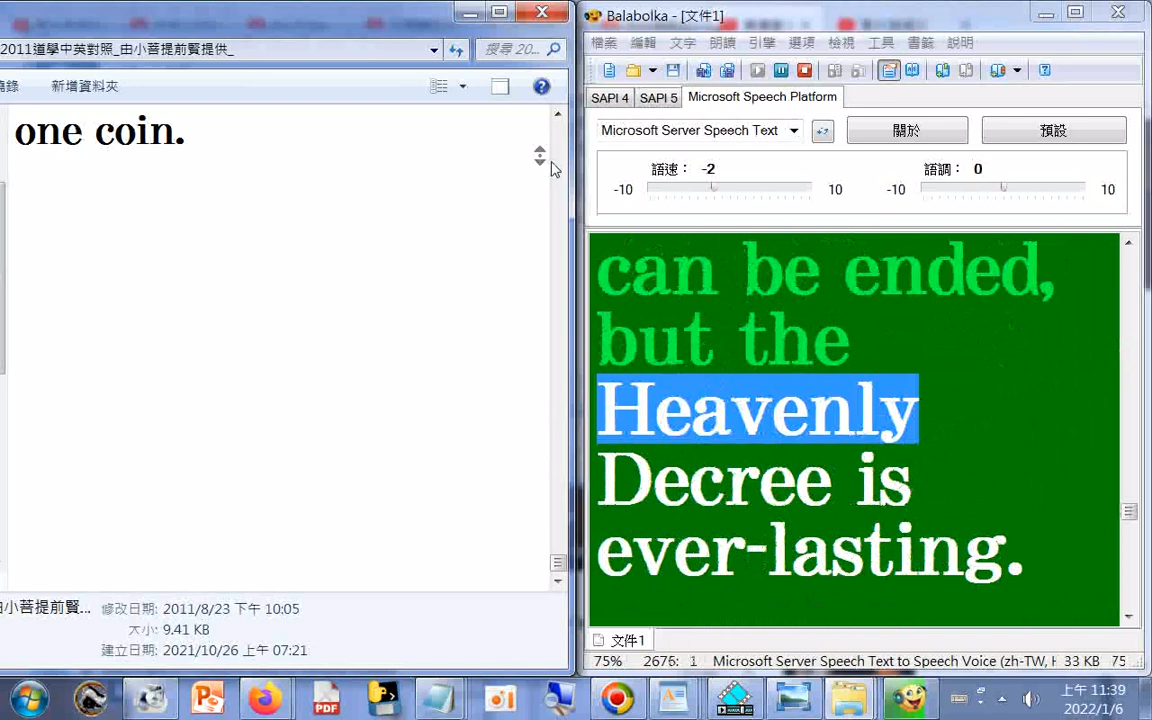 2011道學中英對照_由小菩提前賢提供_
搜尋 20...
新增資料夾
one coin.
由小菩提前賢... 修改日期: 2011/8/23 下午 10:05
大小: 9.41 KB
建立日期: 2021/10/26 上午 07:21
Balabolka - [文件1]
檔案 編輯 文字 朗讀 引擎 選項 檢視 工具 書籤 說明
SAPI 4 SAPI 5 Microsoft Speech Platform
Microsoft Server Speech Text 關於 預設
語速: -2 語調: 0
-10 10 -10 10
can be ended,
but the
Heavenly
Decree is
ever-lasting.
文件1
75% 2676: 1 Microsoft Server Speech Text to Speech Voice (zh-TW, H 33 KB 75
PDF
上午 11:39
2022/1/6